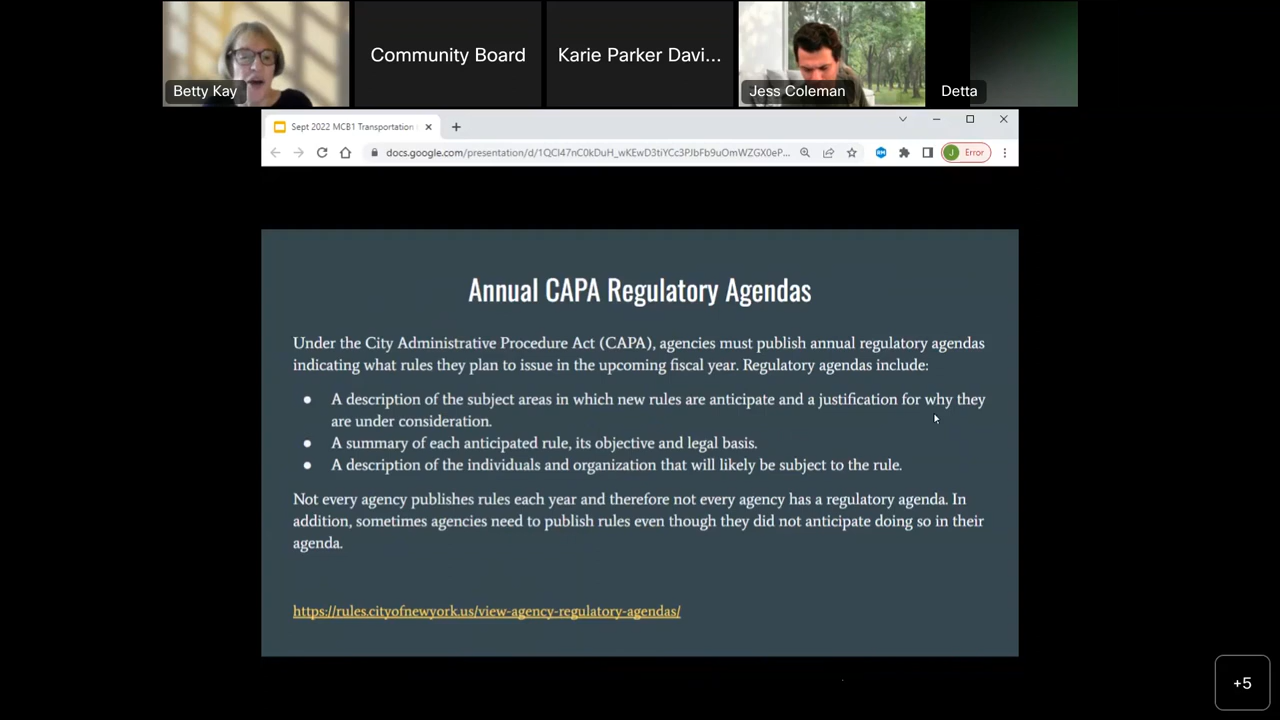 Community Board
Karie Parker Davi...
Betty Kay
Jess Coleman
Detta
Sept 2022 MCB1 Transportation
docs.google.com/presentation/d/1QCl47nC0kDuH_wKEwD3tiYCc3PJbFb9uOmWZGX0eP...
J Error
Annual CAPA Regulatory Agendas
Under the City Administrative Procedure Act (CAPA), agencies must publish annual regulatory agendas
indicating what rules they plan to issue in the upcoming fiscal year. Regulatory agendas include:
● A description of the subject areas in which new rules are anticipate and a justification for why they
are under consideration.
● A summary of each anticipated rule, its objective and legal basis.
● A description of the individuals and organization that will likely be subject to the rule.
Not every agency publishes rules each year and therefore not every agency has a regulatory agenda. In
addition, sometimes agencies need to publish rules even though they did not anticipate doing so in their
agenda.
https://rules.cityofnewyork.us/view-agency-regulatory-agendas/
+5